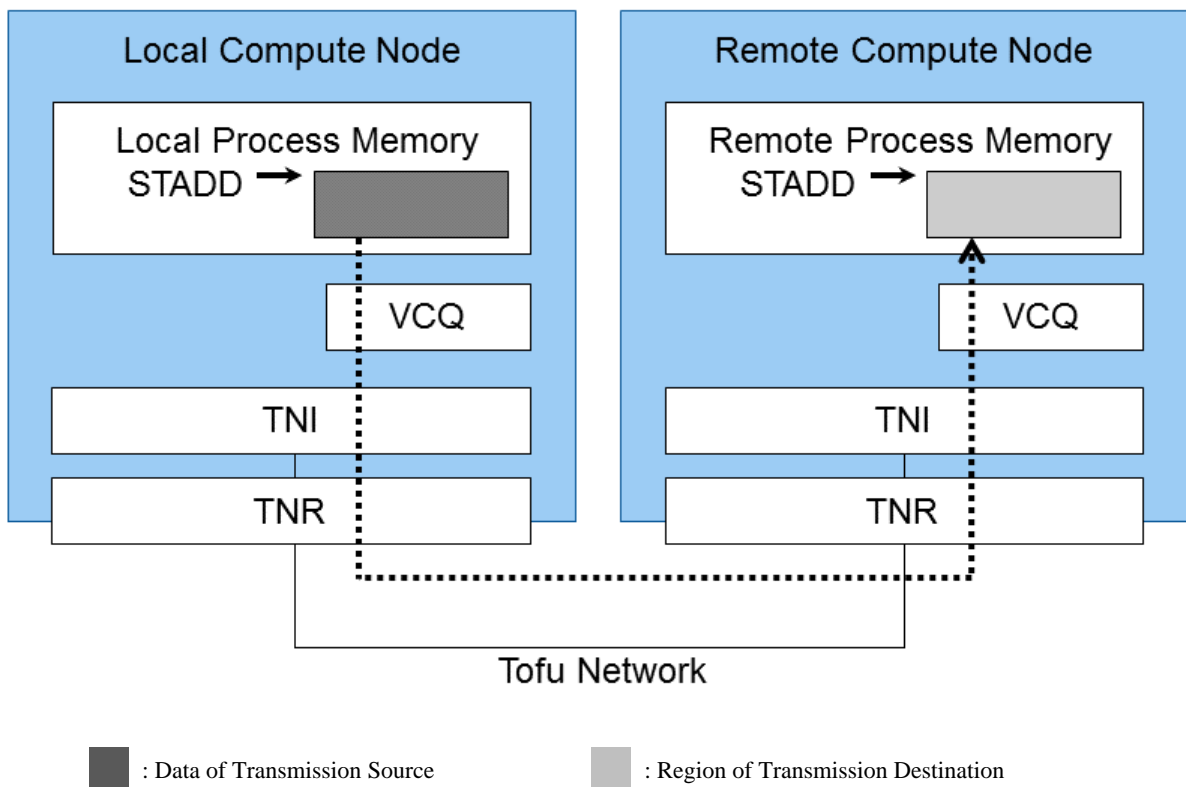 Local Compute Node
Remote Compute Node
Local Process Memory
STADD
Remote Process Memory
STADD
VCQ
VCQ
TNI
TNI
TNR
TNR
Tofu Network
: Data of Transmission Source
: Region of Transmission Destination